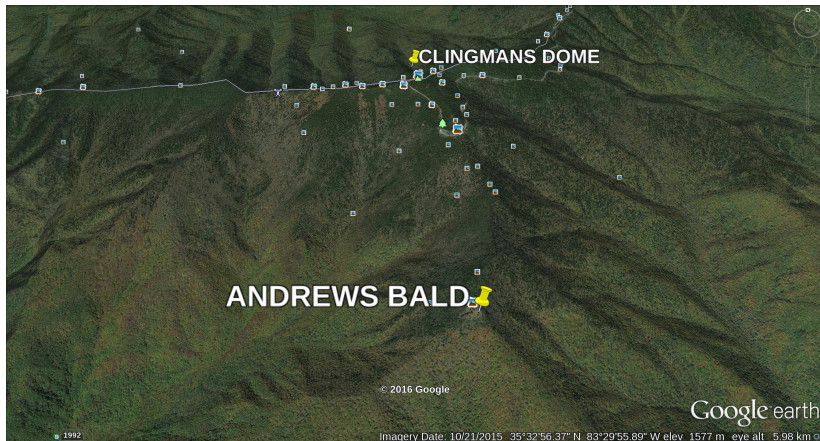 CLINGMANS DOME
ANDREWS BALD
© 2016 Google
Google earth
1992
Imagery Date: 10/21/2015 35°32'56.37" N 83°29'55.89" W elev 1577 m eye alt 5.98 km